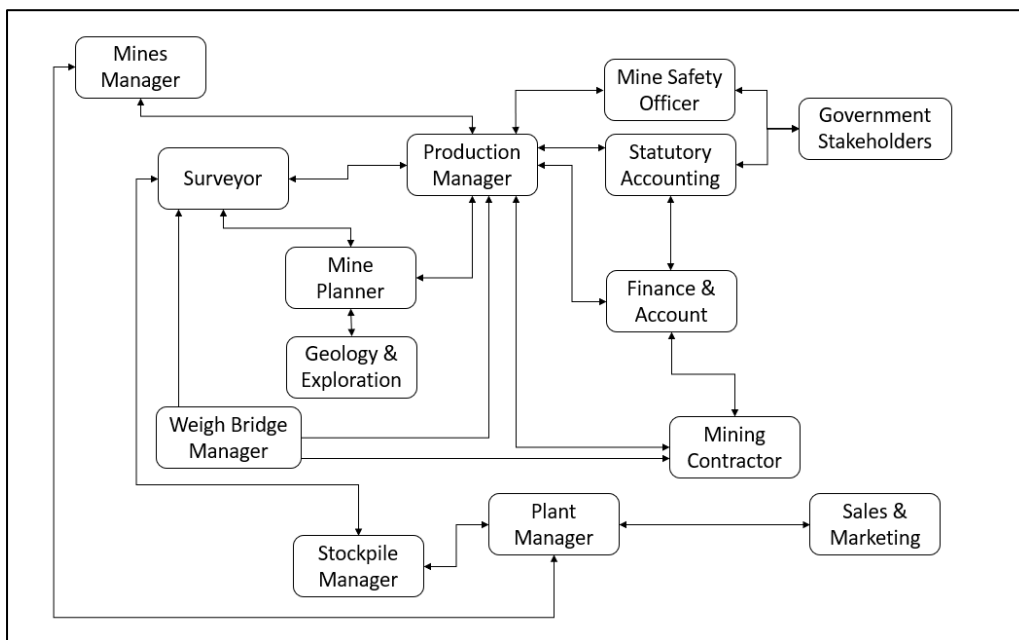 Mines
Manager
Mine Safety
Officer
Government
Stakeholders
Production
Manager
Statutory
Accounting
Surveyor
Mine
Planner
Finance &
Account
Geology &
Exploration
Weigh Bridge
Manager
Mining
Contractor
Plant
Manager
Sales &
Marketing
Stockpile
Manager